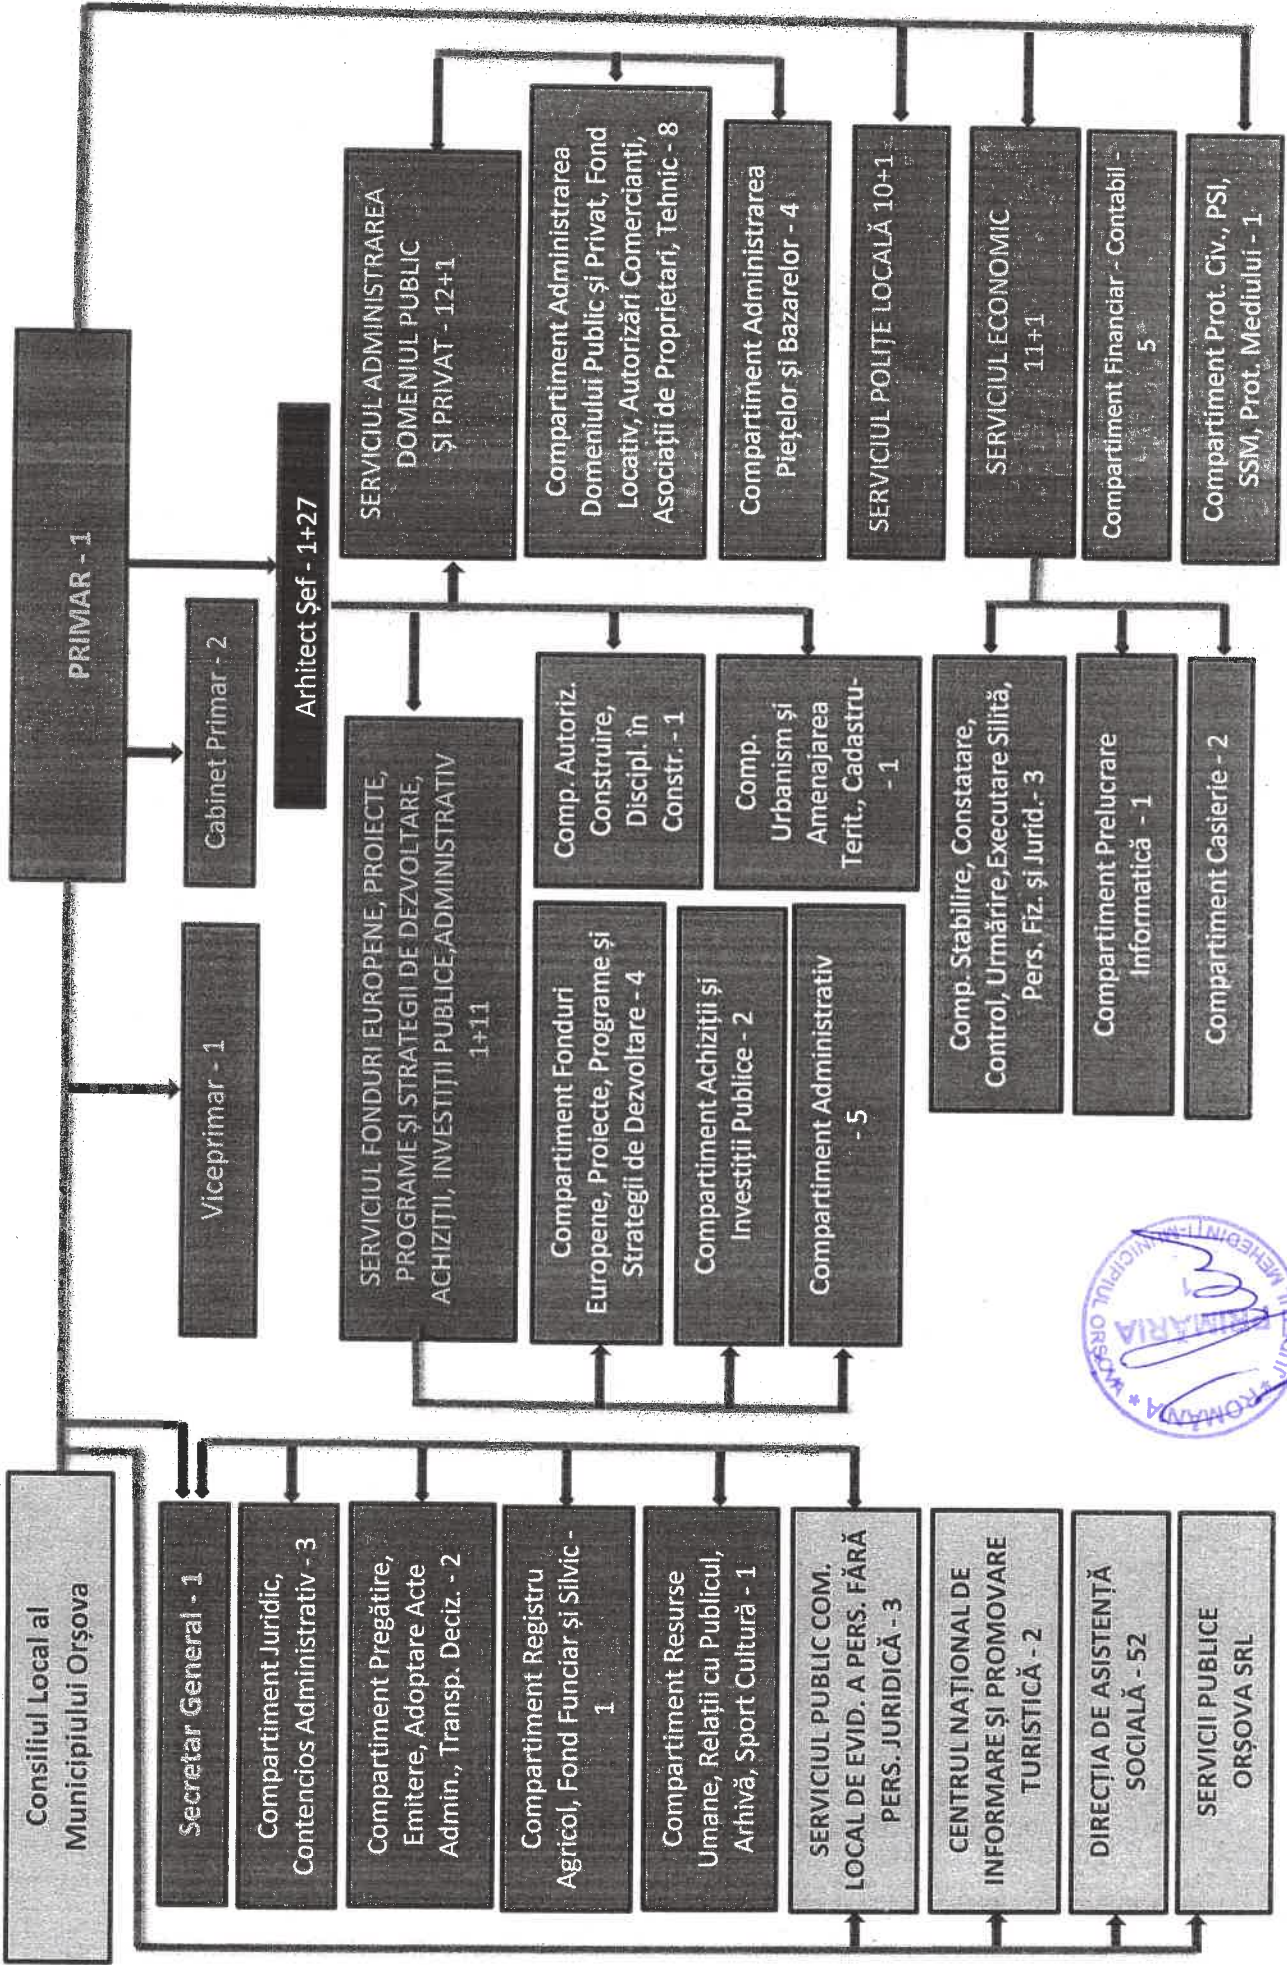 Consiliul Local al
Municipiului Orșova
PRIMAR - 1
Viceprimar - 1
Cabinet Primar - 2
Arhitect Șef - 1+27
Secretar General - 1
Compartiment Juridic,
Contencios Administrativ - 3
Compartiment Pregătire,
Emitere, Adoptare Acte
Admin., Transp. Deciz. - 2
Compartiment Registru
Agricol, Fond Funciar și Silvic -
1
Compartiment Resurse
Umane, Relații cu Publicul,
Arhivă, Sport Cultură - 1
SERVICIUL PUBLIC COM.
LOCAL DE EVID. A PERS. FĂRĂ
PERS. JURIDICĂ - 3
CENTRUL NAȚIONAL DE
INFORMARE ȘI PROMOVARE
TURISTICĂ - 2
DIRECȚIA DE ASISTENȚĂ
SOCIALĂ - 52
SERVICII PUBLICE
ORȘOVA SRL
SERVICIUL FONDURI EUROPENE, PROIECTE,
PROGRAME ȘI STRATEGII DE DEZVOLTARE,
ACHIZIȚII, INVESTIȚII PUBLICE,ADMINISTRATIV
1+11
Compartiment Fonduri
Europene, Proiecte, Programe și
Strategii de Dezvoltare - 4
Compartiment Achiziții și
Investiții Publice - 2
Compartiment Administrativ
- 5
Comp. Autoriz.
Construire,
Discipl. în
Constr. - 1
Comp.
Urbanism și
Amenajarea
Terit., Cadastru-
- 1
SERVICIUL ADMINISTRAREA
DOMENIUL PUBLIC
ȘI PRIVAT - 12+1
Compartiment Administrarea
Domeniului Public și Privat, Fond
Locativ, Autorizări Comercianți,
Asociații de Proprietari, Tehnic - 8
Compartiment Administrarea
Piețelor și Bazarelor - 4
SERVICIUL POLIȚE LOCALĂ 10+1
SERVICIUL ECONOMIC
11+1
Compartiment Financiar - Contabil -
5
Compartiment Prot. Civ., PSI,
SSM, Prot. Mediului - 1
Comp. Stabilire, Constatare,
Control, Urmărire,Executare Silită,
Pers. Fiz. și Jurid.- 3
Compartiment Prelucrare
Informatică - 1
Compartiment Casierie - 2
* ROMÂNIA *
MEHEDINȚI-MUNICIPIUL ORȘOVA
PRIMĂRIA